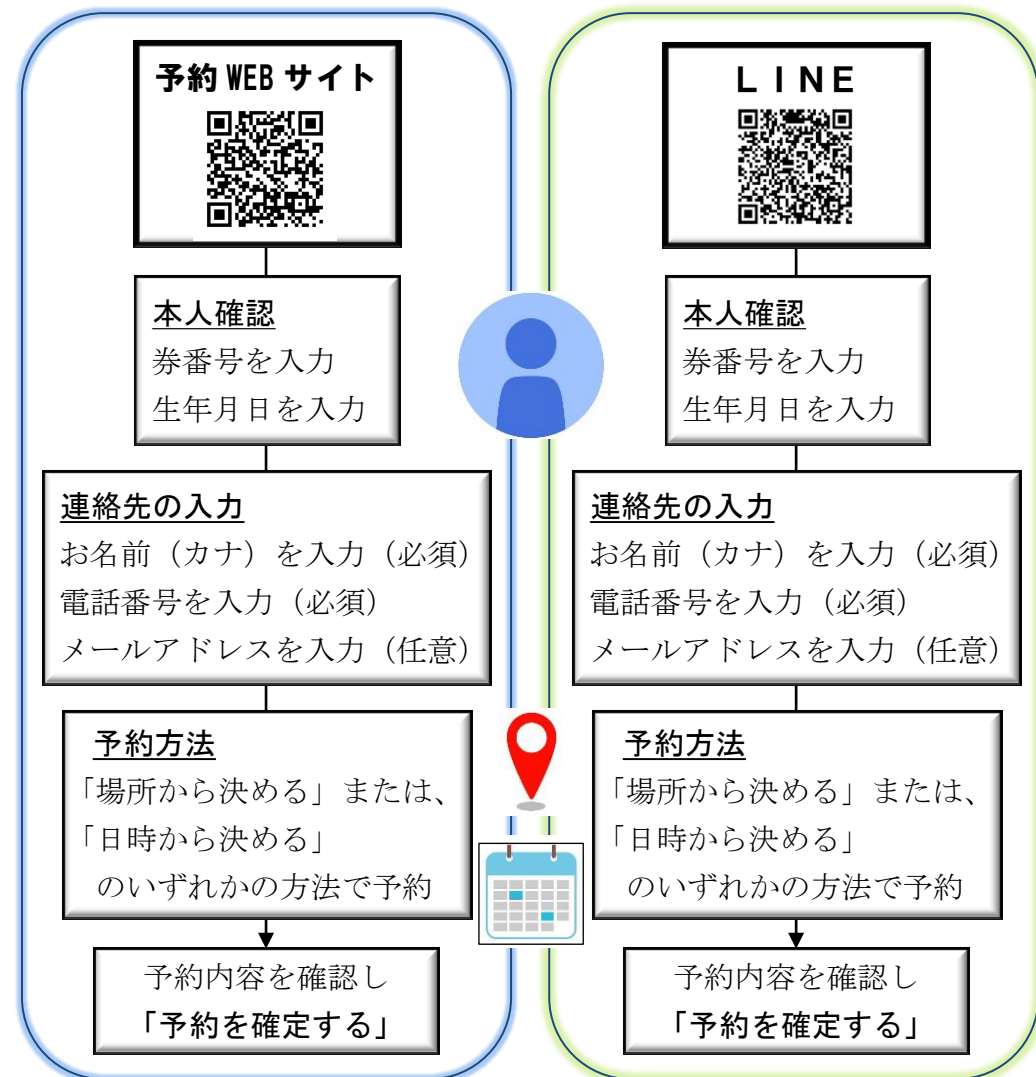 予約 WEB サイト
本人確認
券番号を入力
生年月日を入力
連絡先の入力
お名前（カナ）を入力（必須）
電話番号を入力（必須）
メールアドレスを入力（任意）
予約方法
「場所から決める」または、
「日時から決める」
のいずれかの方法で予約
予約内容を確認し
「予約を確定する」
ＬＩＮＥ
本人確認
券番号を入力
生年月日を入力
連絡先の入力
お名前（カナ）を入力（必須）
電話番号を入力（必須）
メールアドレスを入力（任意）
予約方法
「場所から決める」または、
「日時から決める」
のいずれかの方法で予約
予約内容を確認し
「予約を確定する」